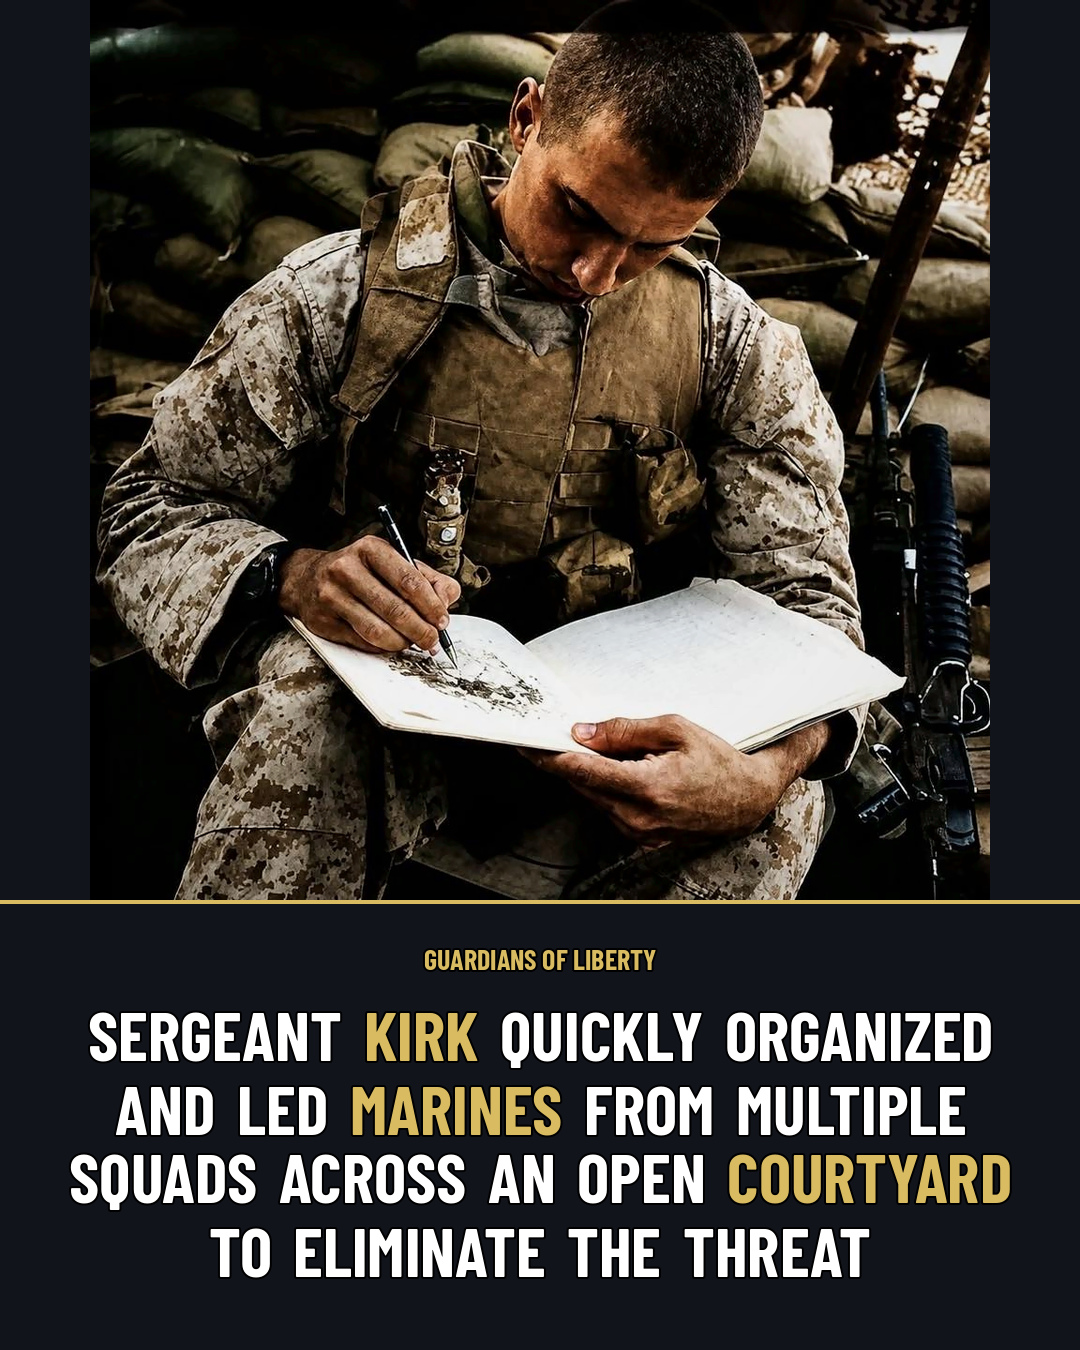 GUARDIANS OF LIBERTY
SERGEANT KIRK QUICKLY ORGANIZED
AND LED MARINES FROM MULTIPLE
SQUADS ACROSS AN OPEN COURTYARD
TO ELIMINATE THE THREAT